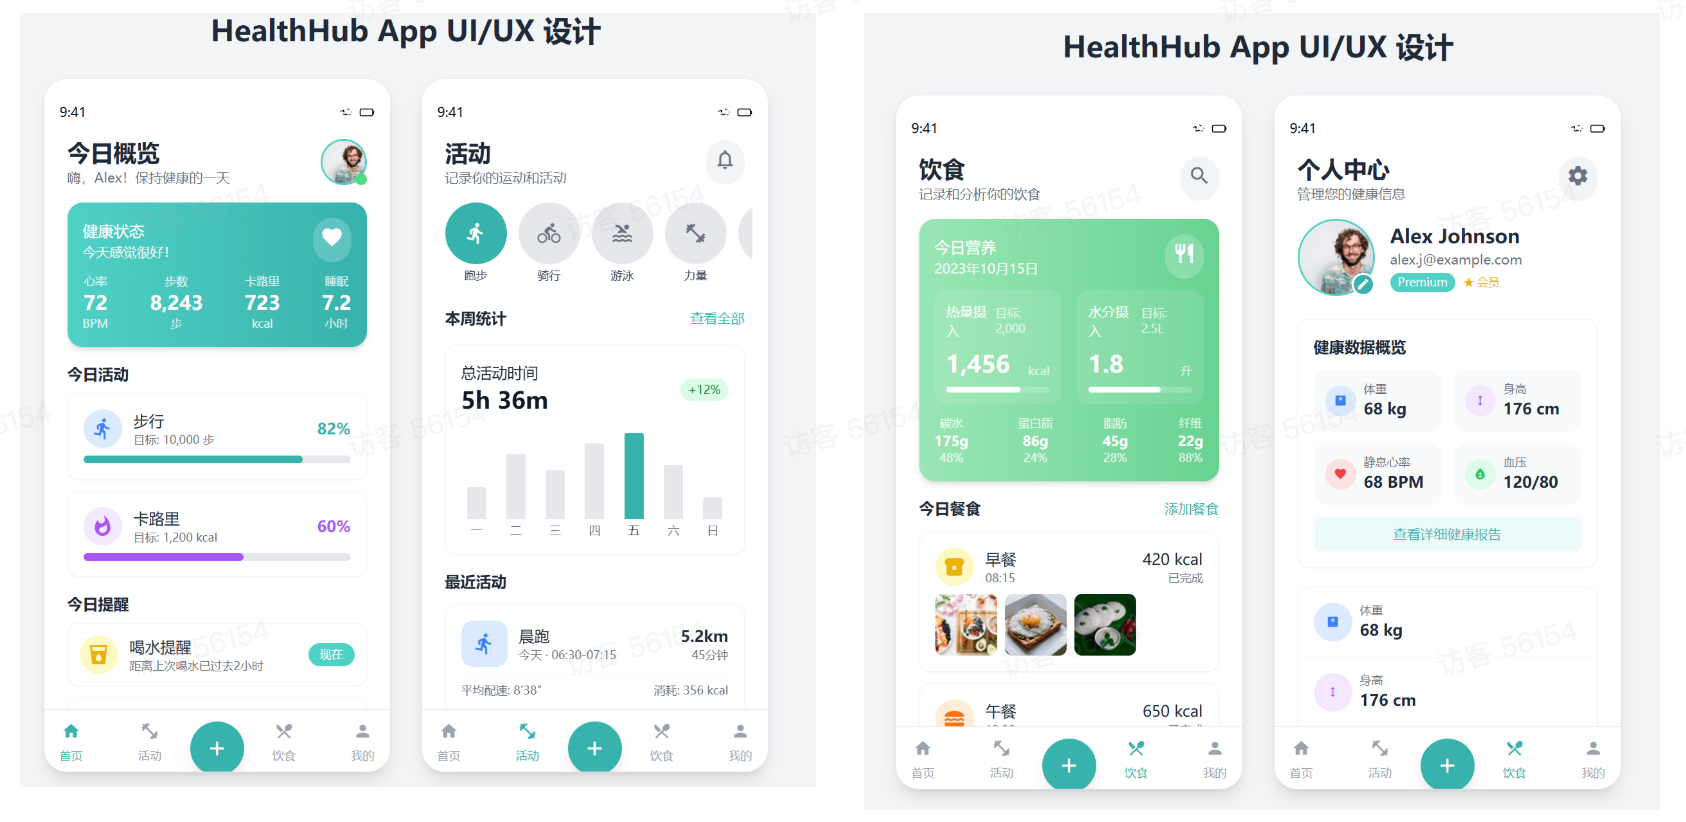 HealthHub App UI/UX 设计
9:41
今日概览
嗨，Alex！保持健康的一天
健康状态
今天感觉很好！
心率 步数 卡路里 睡眠
72 8,243 723 7.2
BPM 步 kcal 小时
今日活动
步行
目标: 10,000 步
82%
卡路里
目标: 1,200 kcal
60%
今日提醒
喝水提醒
距离上次喝水已过去2小时
现在
首页 活动 + 饮食 我的
9:41
活动
记录你的运动和活动
跑步 骑行 游泳 力量
本周统计 查看全部
总活动时间
5h 36m
+12%
一 二 三 四 五 六 日
最近活动
晨跑
今天 · 06:30-07:15
5.2km
45分钟
平均配速: 8'38" 消耗: 356 kcal
首页 活动 + 饮食 我的
HealthHub App UI/UX 设计
9:41
饮食
记录和分析你的饮食
今日营养
2023年10月15日
热量摄入
目标: 2,000
1,456 kcal
水分摄入
目标: 2.5L
1.8 升
碳水 蛋白质 脂肪 纤维
175g 86g 45g 22g
48% 24% 28% 88%
今日餐食 添加餐食
早餐
08:15
420 kcal
已完成
午餐
650 kcal
首页 活动 + 饮食 我的
9:41
个人中心
管理您的健康信息
Alex Johnson
alex.j@example.com
Premium ★会员
健康数据概览
体重
68 kg
身高
176 cm
静息心率
68 BPM
血压
120/80
查看详细健康报告
体重
68 kg
身高
176 cm
首页 活动 + 饮食 我的
访客 56154